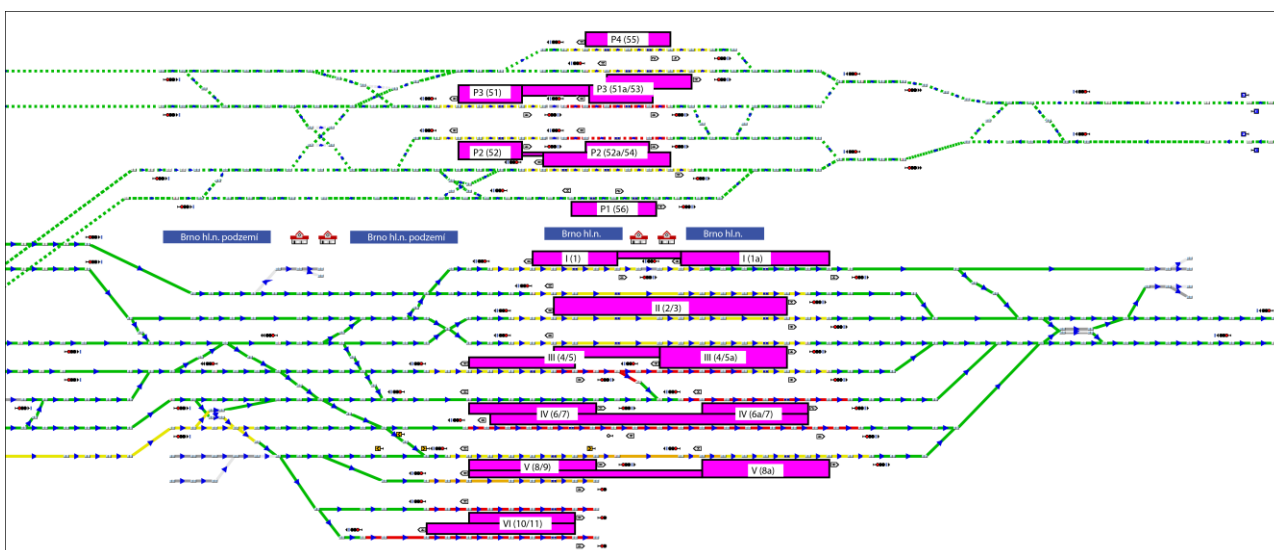 P4 (55)
P3 (51)
P3 (51a/53)
P2 (52)
P2 (52a/54)
P1 (56)
Brno hl.n. podzemí
Brno hl.n. podzemí
Brno hl.n.
Brno hl.n.
I (1)
I (1a)
II (2/3)
III (4/5)
III (4/5a)
IV (6/7)
IV (6a/7)
V (8/9)
V (8a)
VI (10/11)